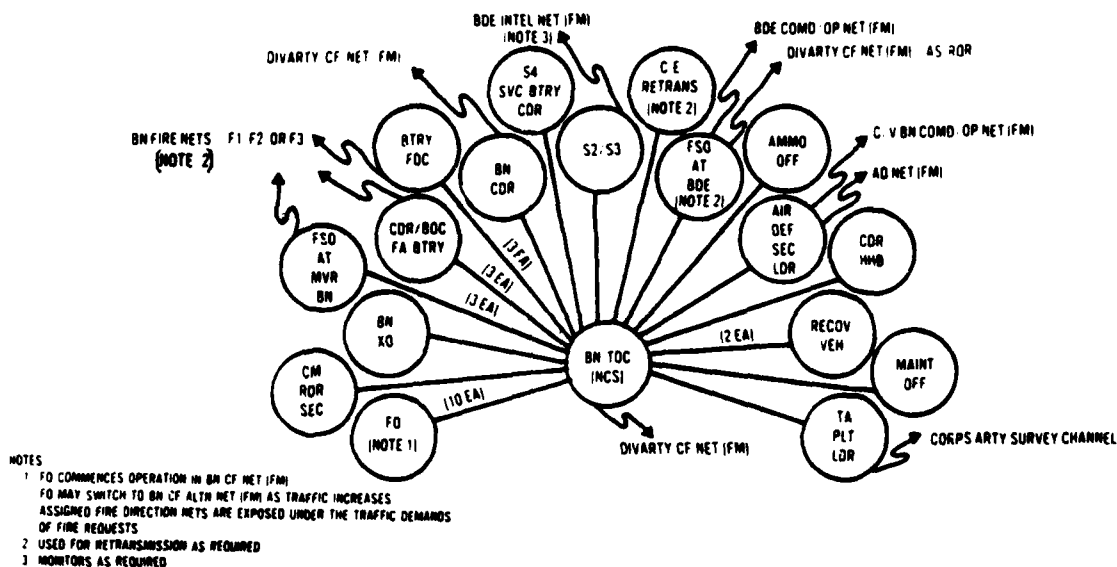 BDE INTEL NET (FM)
(NOTE 3)
BDE COMD/OP NET (FM)
DIVARTY CF NET (FM) AS RQR
DIVARTY CF NET (FM)
S4
SVC BTRY
CDR
C E
RETRANS
(NOTE 2)
BN FIRE NETS F1 F2 OR F3
(NOTE 2)
BTRY
FDC
BN
CDR
S2/S3
FSO
AT
BDE
(NOTE 2)
AMMO
OFF
BN COMD/OP NET (FM)
AD NET (FM)
FSO
AT
MVR
BN
CDR/BOC
FA BTRY
(3 EA)
(3 EA)
(3 EA)
AIR
DEF
SEC
LDR
CDR
HHB
BN
XO
BN TOC
(NCS)
(2 EA)
RECOV
VEH
CM
RDR
SEC
(10 EA)
FO
(NOTE 1)
MAINT
OFF
TA
PLT
LDR
DIVARTY CF NET (FM)
CORPS ARTY SURVEY CHANNEL
NOTES
1 FO COMMENCES OPERATION IN BN CF NET (FM)
FO MAY SWITCH TO BN CF ALTN NET (FM) AS TRAFFIC INCREASES
ASSIGNED FIRE DIRECTION NETS ARE EXPOSED UNDER THE TRAFFIC DEMANDS
OF FIRE REQUESTS
2 USED FOR RETRANSMISSION AS REQUIRED
3 MONITORS AS REQUIRED